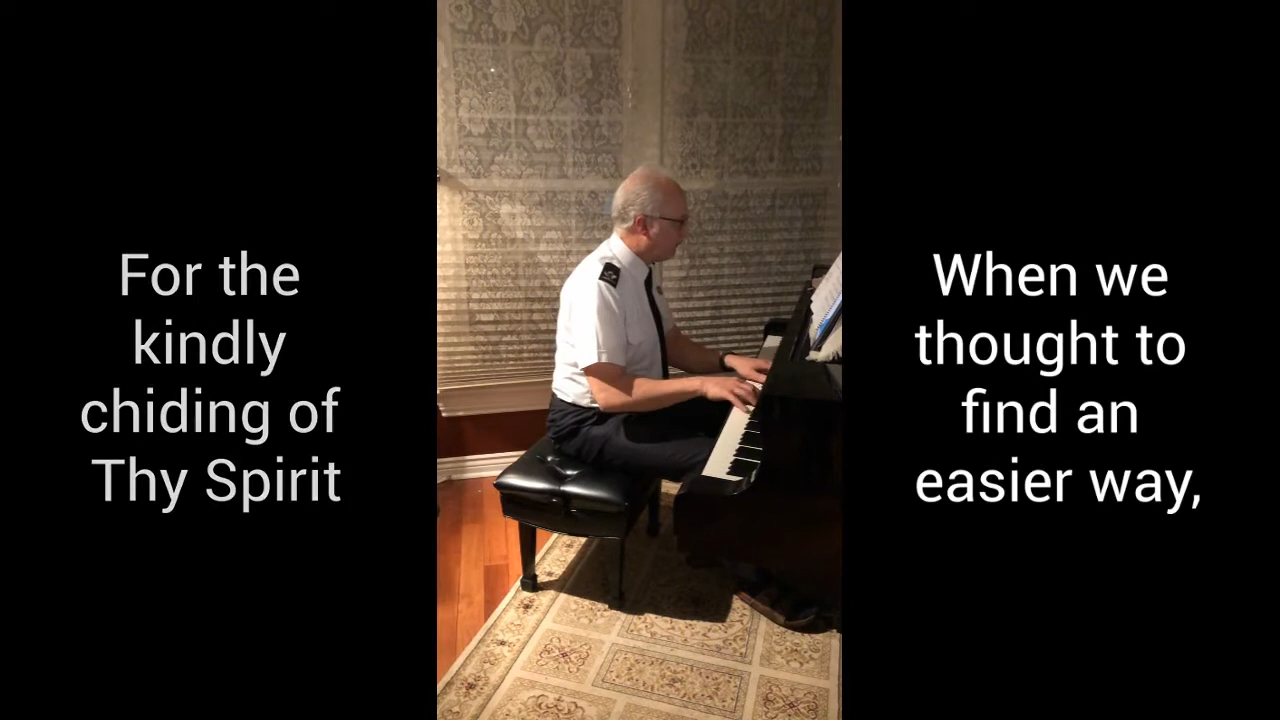 For the
kindly
chiding of
Thy Spirit
When we
thought to
find an
easier way,